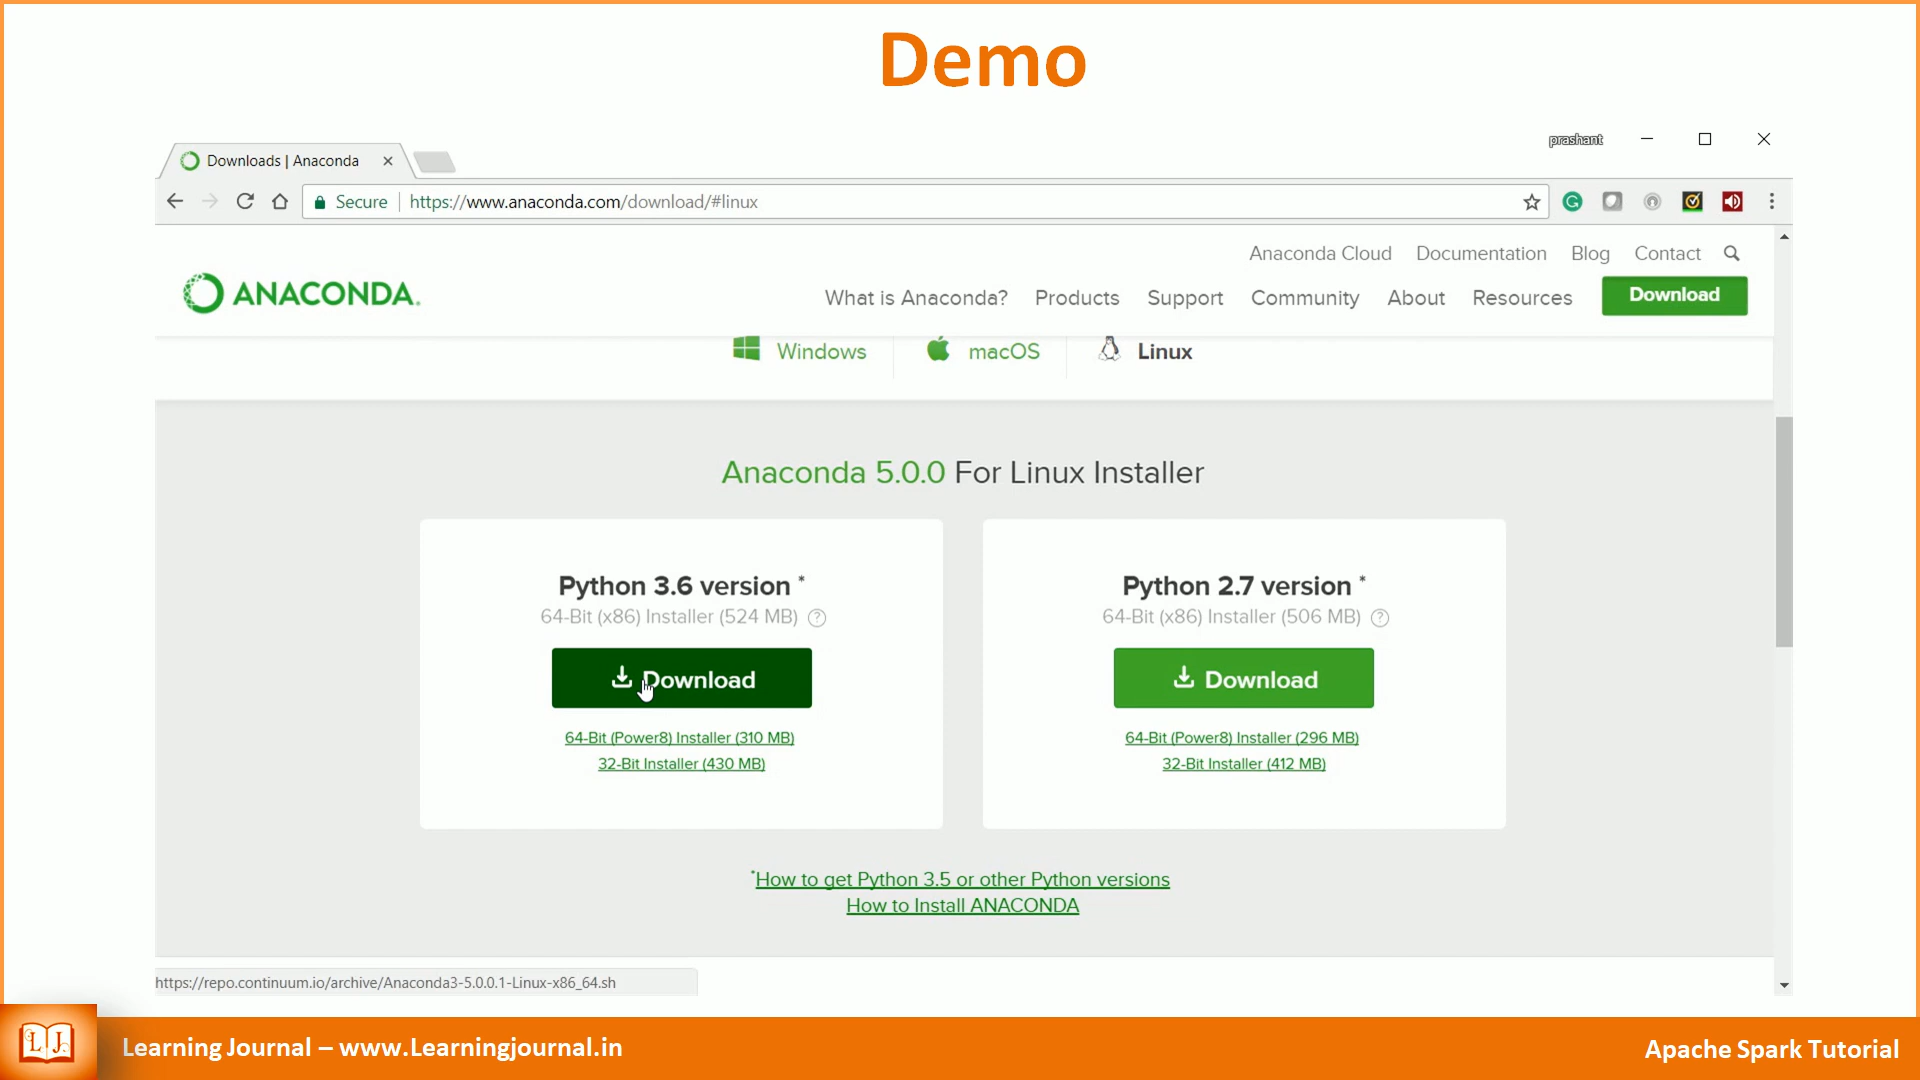 Demo
prashant
Downloads | Anaconda
Secure https://www.anaconda.com/download/#linux
Anaconda Cloud Documentation Blog Contact
ANACONDA.
What is Anaconda? Products Support Community About Resources Download
Windows macOS Linux
Anaconda 5.0.0 For Linux Installer
Python 3.6 version *
64-Bit (x86) Installer (524 MB) ?
Download
64-Bit (Power8) Installer (310 MB)
32-Bit Installer (430 MB)
Python 2.7 version *
64-Bit (x86) Installer (506 MB) ?
Download
64-Bit (Power8) Installer (296 MB)
32-Bit Installer (412 MB)
*How to get Python 3.5 or other Python versions
How to Install ANACONDA
https://repo.continuum.io/archive/Anaconda3-5.0.0.1-Linux-x86_64.sh
LJ
Learning Journal – www.Learningjournal.in
Apache Spark Tutorial